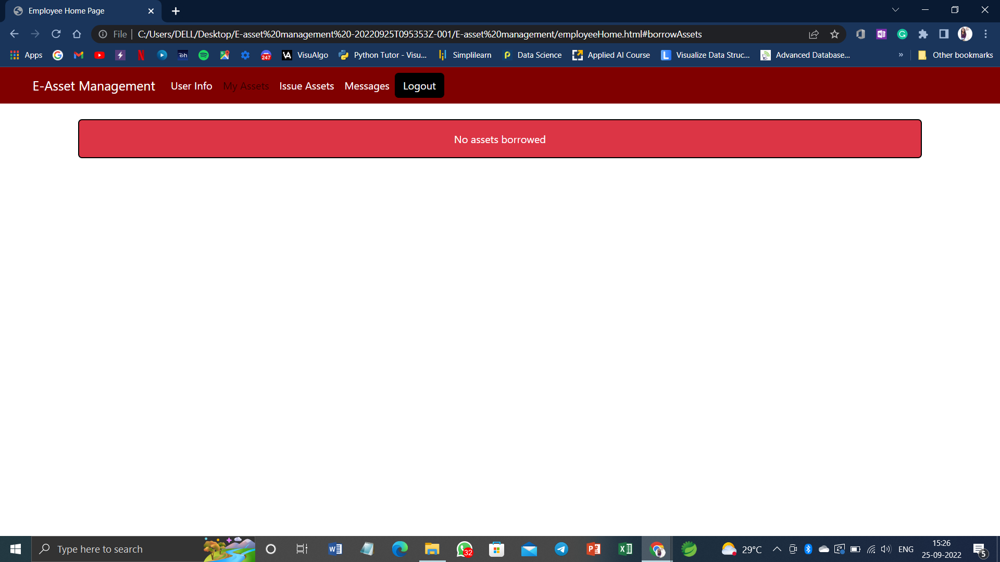 Employee Home Page
File | C:/Users/DELL/Desktop/E-asset%20management%20-20220925T095353Z-001/E-asset%20management/employeeHome.html#borrowAssets
Apps VisuAlgo Python Tutor - Visu... Simplilearn Data Science Applied AI Course Visualize Data Struc... Advanced Database... » Other bookmarks
E-Asset Management User Info My Assets Issue Assets Messages Logout
No assets borrowed
Type here to search 32 29°C ENG 15:26
25-09-2022 5